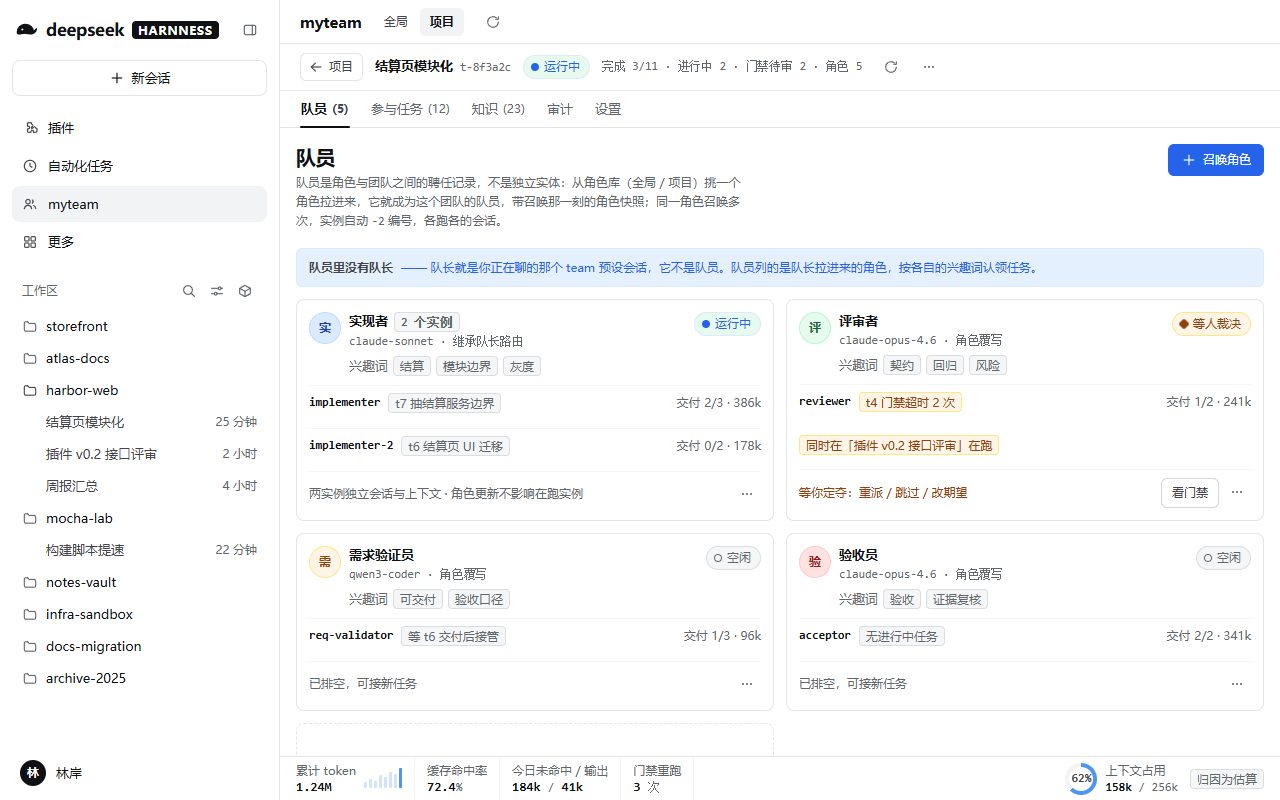 deepseek HARNNESS
新会话
插件
自动化任务
myteam
更多
工作区
storefront
atlas-docs
harbor-web
结算页模块化 25 分钟
插件 v0.2 接口评审 2 小时
周报汇总 4 小时
mocha-lab
构建脚本提速 22 分钟
notes-vault
infra-sandbox
docs-migration
archive-2025
林 林岸
myteam 全局 项目
项目 结算页模块化 t-8f3a2c 运行中 完成 3/11 · 进行中 2 · 门禁待审 2 · 角色 5
队员 (5) 参与任务 (12) 知识 (23) 审计 设置
队员
召唤角色
队员是角色与团队之间的聘任记录，不是独立实体：从角色库（全局 / 项目）挑一个
角色拉进来，它就成为这个团队的队员，带召唤那一刻的角色快照；同一角色召唤多
次，实例自动 -2 编号，各跑各的会话。
队员里没有队长 —— 队长就是你正在聊的那个 team 预设会话，它不是队员。队员列的是队长拉进来的角色，按各自的兴趣词认领任务。
实 实现者 2 个实例 运行中
claude-sonnet · 继承队长路由
兴趣词 结算 模块边界 灰度
implementer t7 抽结算服务边界 交付 2/3 · 386k
implementer-2 t6 结算页 UI 迁移 交付 0/2 · 178k
两实例独立会话与上下文 · 角色更新不影响在跑实例
评 评审者 等人裁决
claude-opus-4.6 · 角色覆写
兴趣词 契约 回归 风险
reviewer t4 门禁超时 2 次 交付 1/2 · 241k
同时在「插件 v0.2 接口评审」在跑
等你定夺：重派 / 跳过 / 改期望 看门禁
需 需求验证员 空闲
qwen3-coder · 角色覆写
兴趣词 可交付 验收口径
req-validator 等 t6 交付后接管 交付 1/3 · 96k
已排空，可接新任务
验 验收员 空闲
claude-opus-4.6 · 角色覆写
兴趣词 验收 证据复核
acceptor 无进行中任务 交付 2/2 · 341k
已排空，可接新任务
累计 token
1.24M
缓存命中率
72.4%
今日未命中 / 输出
184k / 41k
门禁重跑
3 次
62%
上下文占用
158k / 256k
归因为估算